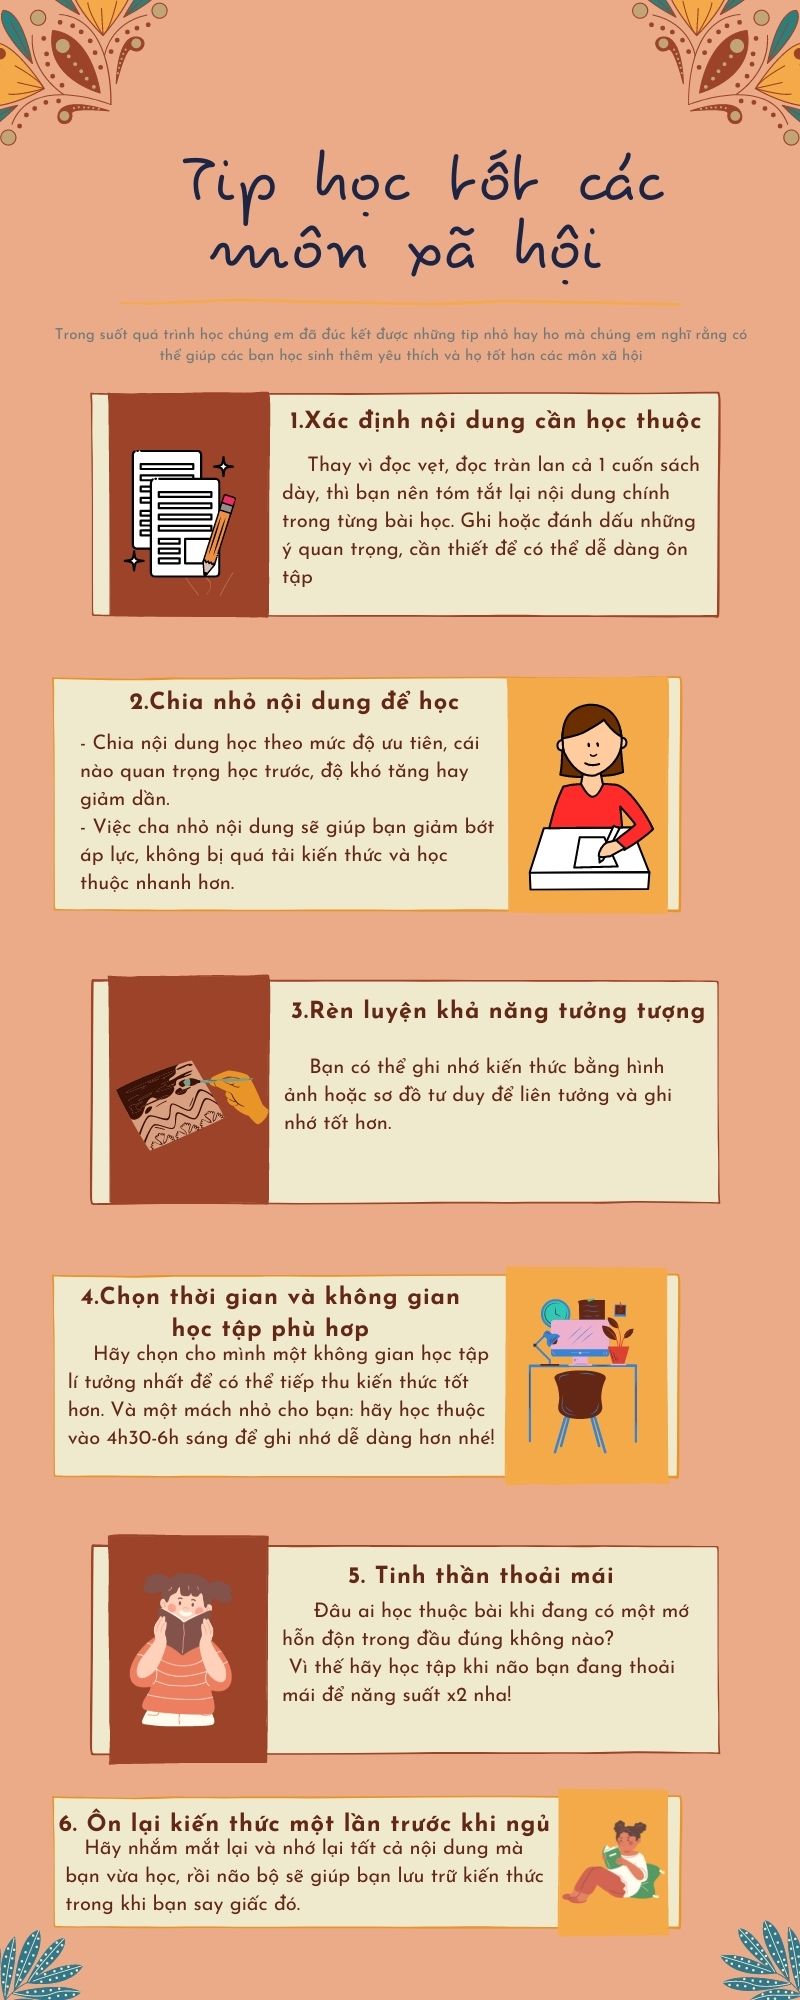 Tip học tốt các
môn xã hội
Trong suốt quá trình học chúng em đã đúc kết được những tip nhỏ hay ho mà chúng em nghĩ rằng có
thể giúp các bạn học sinh thêm yêu thích và họ tốt hơn các môn xã hội
1.Xác định nội dung cần học thuộc
Thay vì đọc vẹt, đọc tràn lan cả 1 cuốn sách
dày, thì bạn nên tóm tắt lại nội dung chính
trong từng bài học. Ghi hoặc đánh dấu những
ý quan trọng, cần thiết để có thể dễ dàng ôn
tập
2.Chia nhỏ nội dung để học
- Chia nội dung học theo mức độ ưu tiên, cái
nào quan trọng học trước, độ khó tăng hay
giảm dần.
- Việc cha nhỏ nội dung sẽ giúp bạn giảm bớt
áp lực, không bị quá tải kiến thức và học
thuộc nhanh hơn.
3.Rèn luyện khả năng tưởng tượng
Bạn có thể ghi nhớ kiến thức bằng hình
ảnh hoặc sơ đồ tư duy để liên tưởng và ghi
nhớ tốt hơn.
4.Chọn thời gian và không gian
học tập phù hơp
Hãy chọn cho mình một không gian học tập
lí tưởng nhất để có thể tiếp thu kiến thức tốt
hơn. Và một mách nhỏ cho bạn: hãy học thuộc
vào 4h30-6h sáng để ghi nhớ dễ dàng hơn nhé!
5. Tinh thần thoải mái
Đâu ai học thuộc bài khi đang có một mớ
hỗn độn trong đầu đúng không nào?
Vì thế hãy học tập khi não bạn đang thoải
mái để năng suất x2 nha!
6. Ôn lại kiến thức một lần trước khi ngủ
Hãy nhắm mắt lại và nhớ lại tất cả nội dung mà
bạn vừa học, rồi não bộ sẽ giúp bạn lưu trữ kiến thức
trong khi bạn say giấc đó.